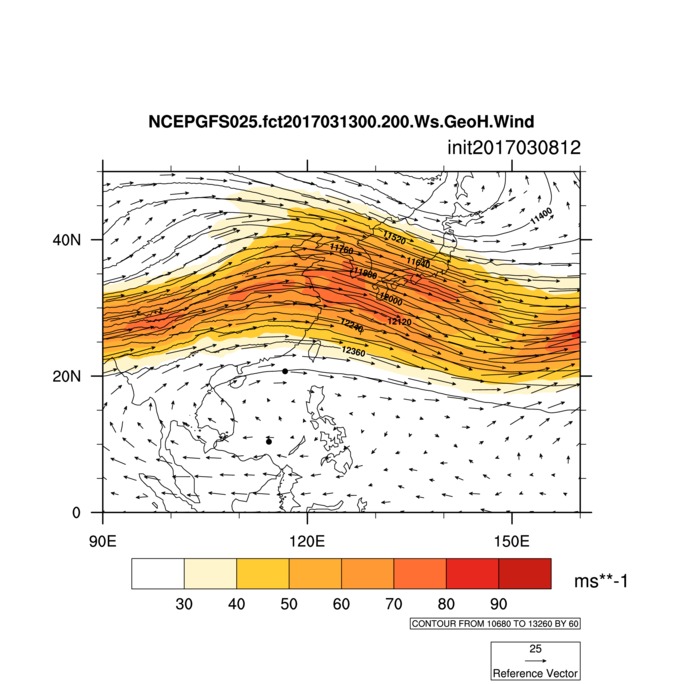 NCEPGFS025.fct2017031300.200.Ws.GeoH.Wind
init2017030812
11400
11520
40N
11760
11640
11880
12000
12240
12120
12360
20N
0
90E 120E 150E
ms**-1
30 40 50 60 70 80 90
CONTOUR FROM 10680 TO 13260 BY 60
25
Reference Vector